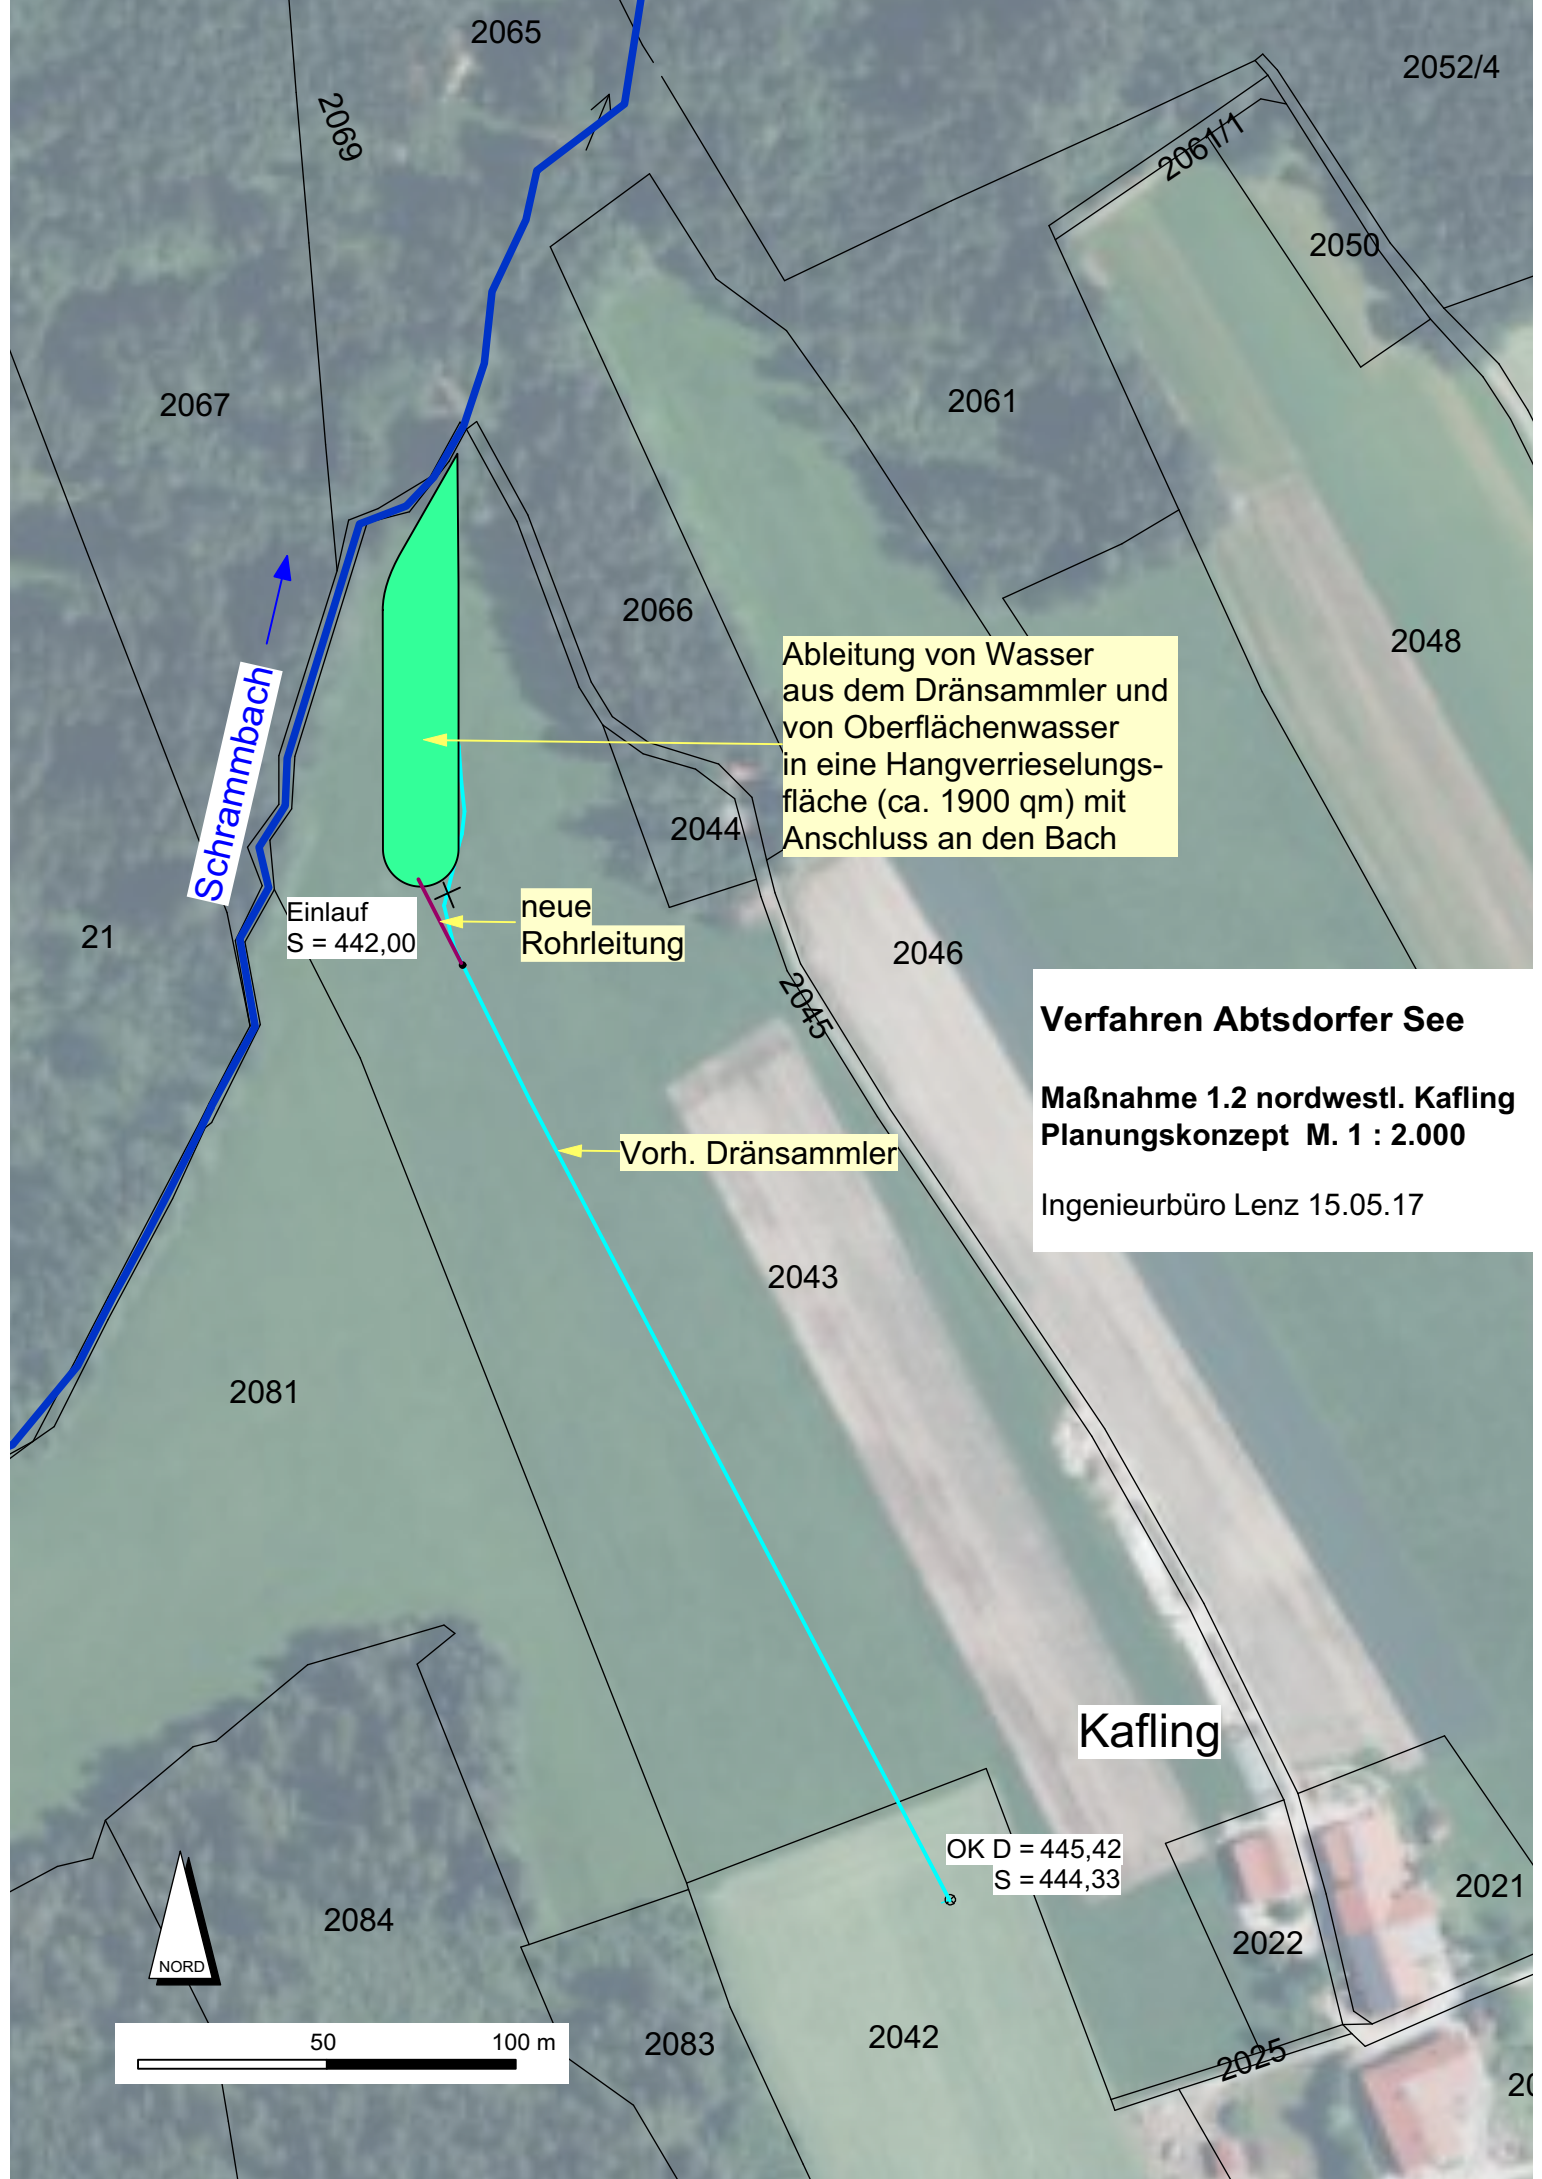 2065
2052/4
2069
2061/1
2050
2067
2061
2066
2048
Ableitung von Wasser
aus dem Dränsammler und
von Oberflächenwasser
in eine Hangverrieselungs-
fläche (ca. 1900 qm) mit
Anschluss an den Bach
Schrammbach
2044
Einlauf
S = 442,00
neue
Rohrleitung
21
2046
2045
Verfahren Abtsdorfer See
Maßnahme 1.2 nordwestl. Kafling
Planungskonzept M. 1 : 2.000
Ingenieurbüro Lenz 15.05.17
Vorh. Dränsammler
2043
2081
Kafling
OK D = 445,42
S = 444,33
2021
2084
2022
NORD
50
100 m
2083
2042
2025
20